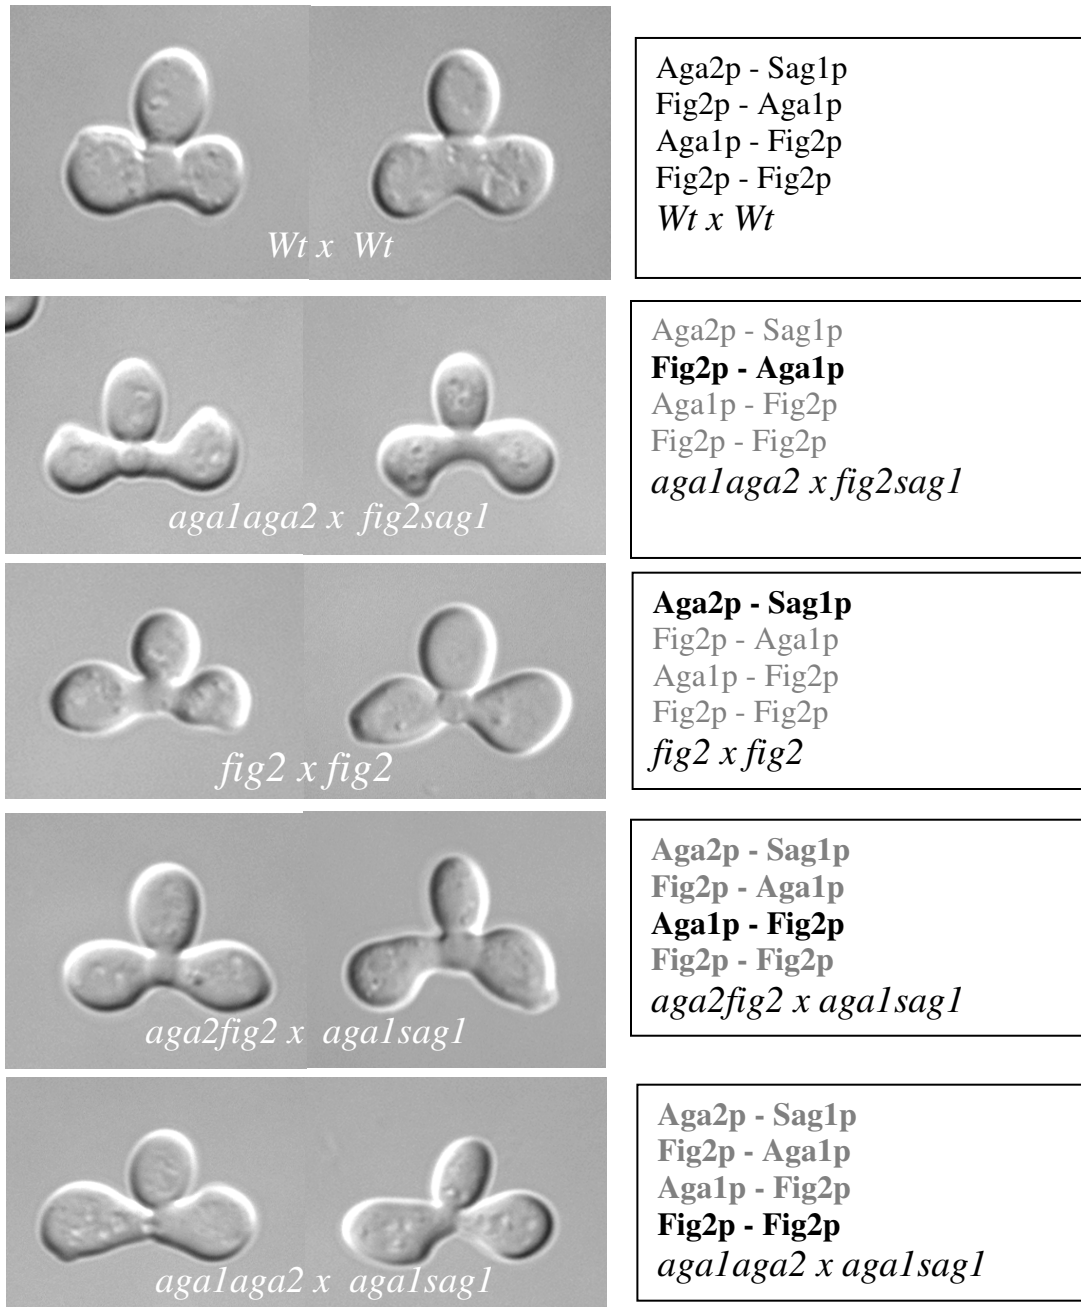 Wt x Wt
Aga2p - Sag1p
Fig2p - Aga1p
Aga1p - Fig2p
Fig2p - Fig2p
Wt x Wt
aga1aga2 x fig2sag1
Aga2p - Sag1p
Fig2p - Aga1p
Aga1p - Fig2p
Fig2p - Fig2p
aga1aga2 x fig2sag1
fig2 x fig2
Aga2p - Sag1p
Fig2p - Aga1p
Aga1p - Fig2p
Fig2p - Fig2p
fig2 x fig2
aga2fig2 x aga1sag1
Aga2p - Sag1p
Fig2p - Aga1p
Aga1p - Fig2p
Fig2p - Fig2p
aga2fig2 x aga1sag1
aga1aga2 x aga1sag1
Aga2p - Sag1p
Fig2p - Aga1p
Aga1p - Fig2p
Fig2p - Fig2p
aga1aga2 x aga1sag1